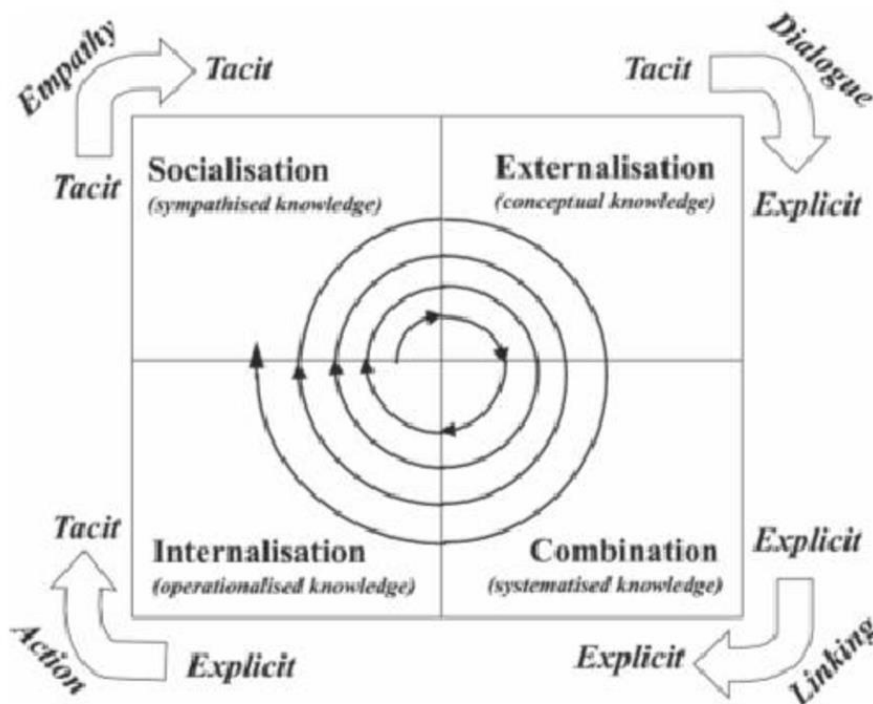 Empathy
Tacit
Tacit
Dialogue
Tacit
Socialisation
(sympathised knowledge)
Externalisation
(conceptual knowledge)
Explicit
Tacit
Internalisation
(operationalised knowledge)
Combination
(systematised knowledge)
Explicit
Action
Explicit
Explicit
Linking